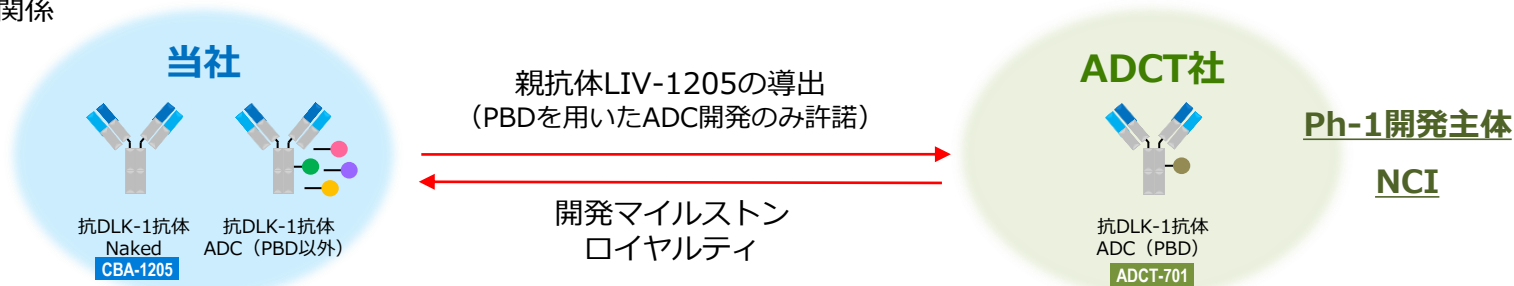 関係
当社
抗DLK-1抗体
Naked
CBA-1205
抗DLK-1抗体
ADC（PBD以外）
親抗体LIV-1205の導出
（PBDを用いたADC開発のみ許諾）
開発マイルストン
ロイヤルティ
ADCT社
抗DLK-1抗体
ADC（PBD）
ADCT-701
Ph-1開発主体
NCI